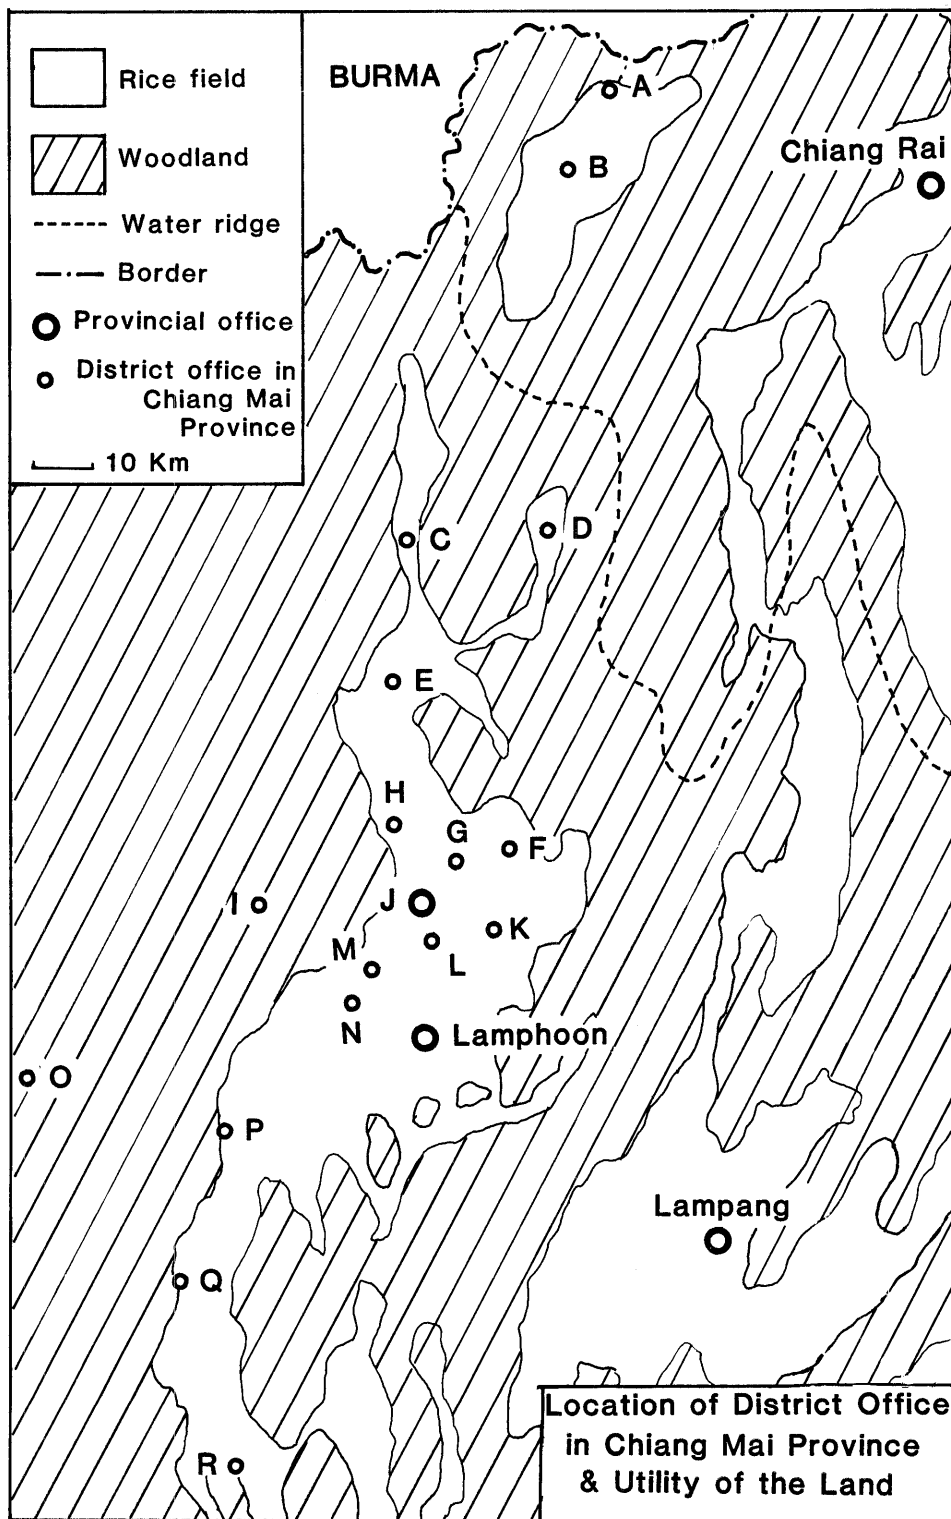 Rice field
Woodland
Water ridge
Border
Provincial office
District office in
Chiang Mai
Province
10 Km
BURMA
A
B
Chiang Rai
C
D
E
H
G
F
I
J
K
M
L
N
Lamphoon
O
P
Lampang
Q
R
Location of District Office
in Chiang Mai Province
& Utility of the Land